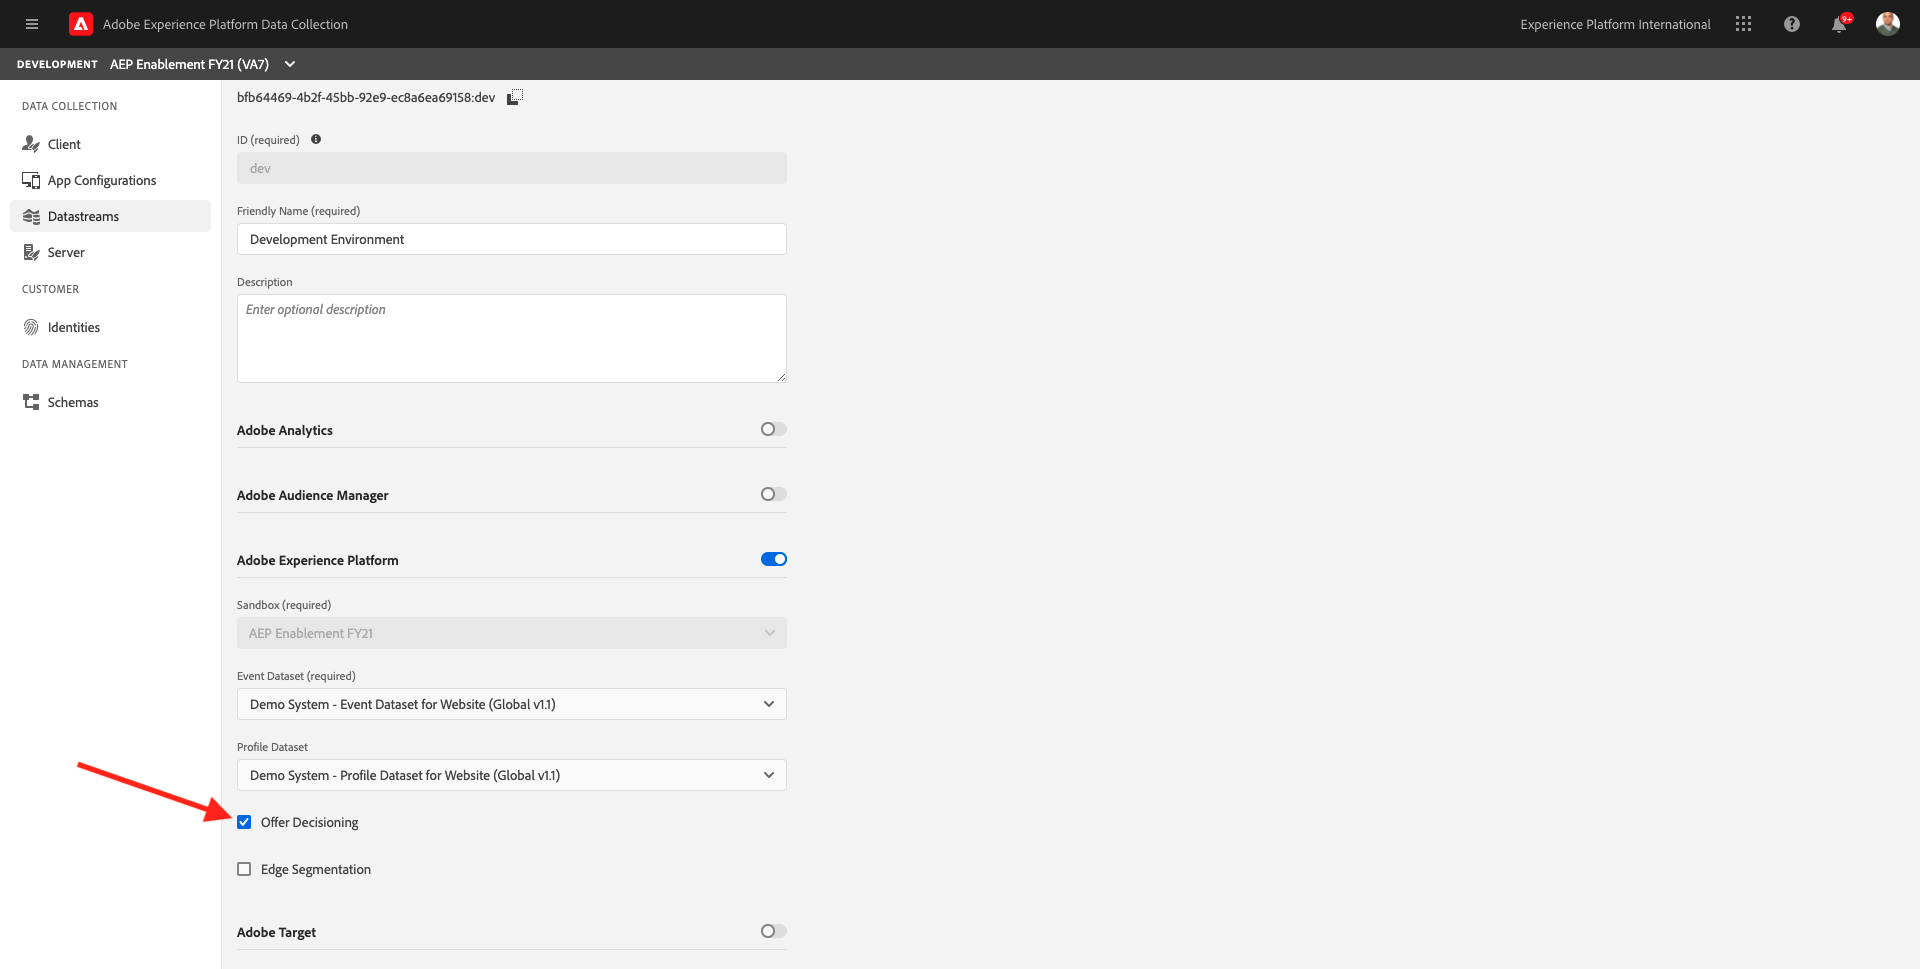 Adobe Experience Platform Data Collection
Experience Platform International
9+
DEVELOPMENT AEP Enablement FY21 (VA7)
DATA COLLECTION
Client
App Configurations
Datastreams
Server
CUSTOMER
Identities
DATA MANAGEMENT
Schemas
bfb64469-4b2f-45bb-92e9-ec8a6ea69158:dev
ID (required)
dev
Friendly Name (required)
Development Environment
Description
Enter optional description
Adobe Analytics
Adobe Audience Manager
Adobe Experience Platform
Sandbox (required)
AEP Enablement FY21
Event Dataset (required)
Demo System - Event Dataset for Website (Global v1.1)
Profile Dataset
Demo System - Profile Dataset for Website (Global v1.1)
Offer Decisioning
Edge Segmentation
Adobe Target